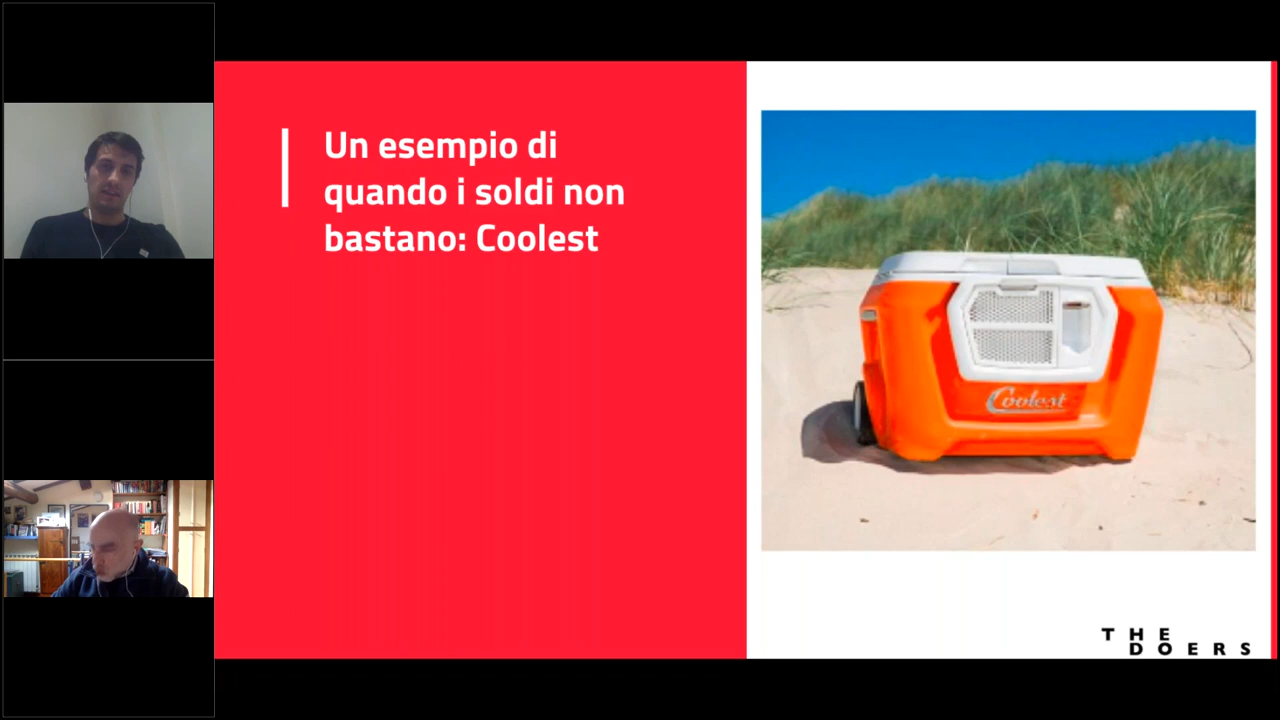 Un esempio di
quando i soldi non
bastano: Coolest
Coolest
THE
DOERS